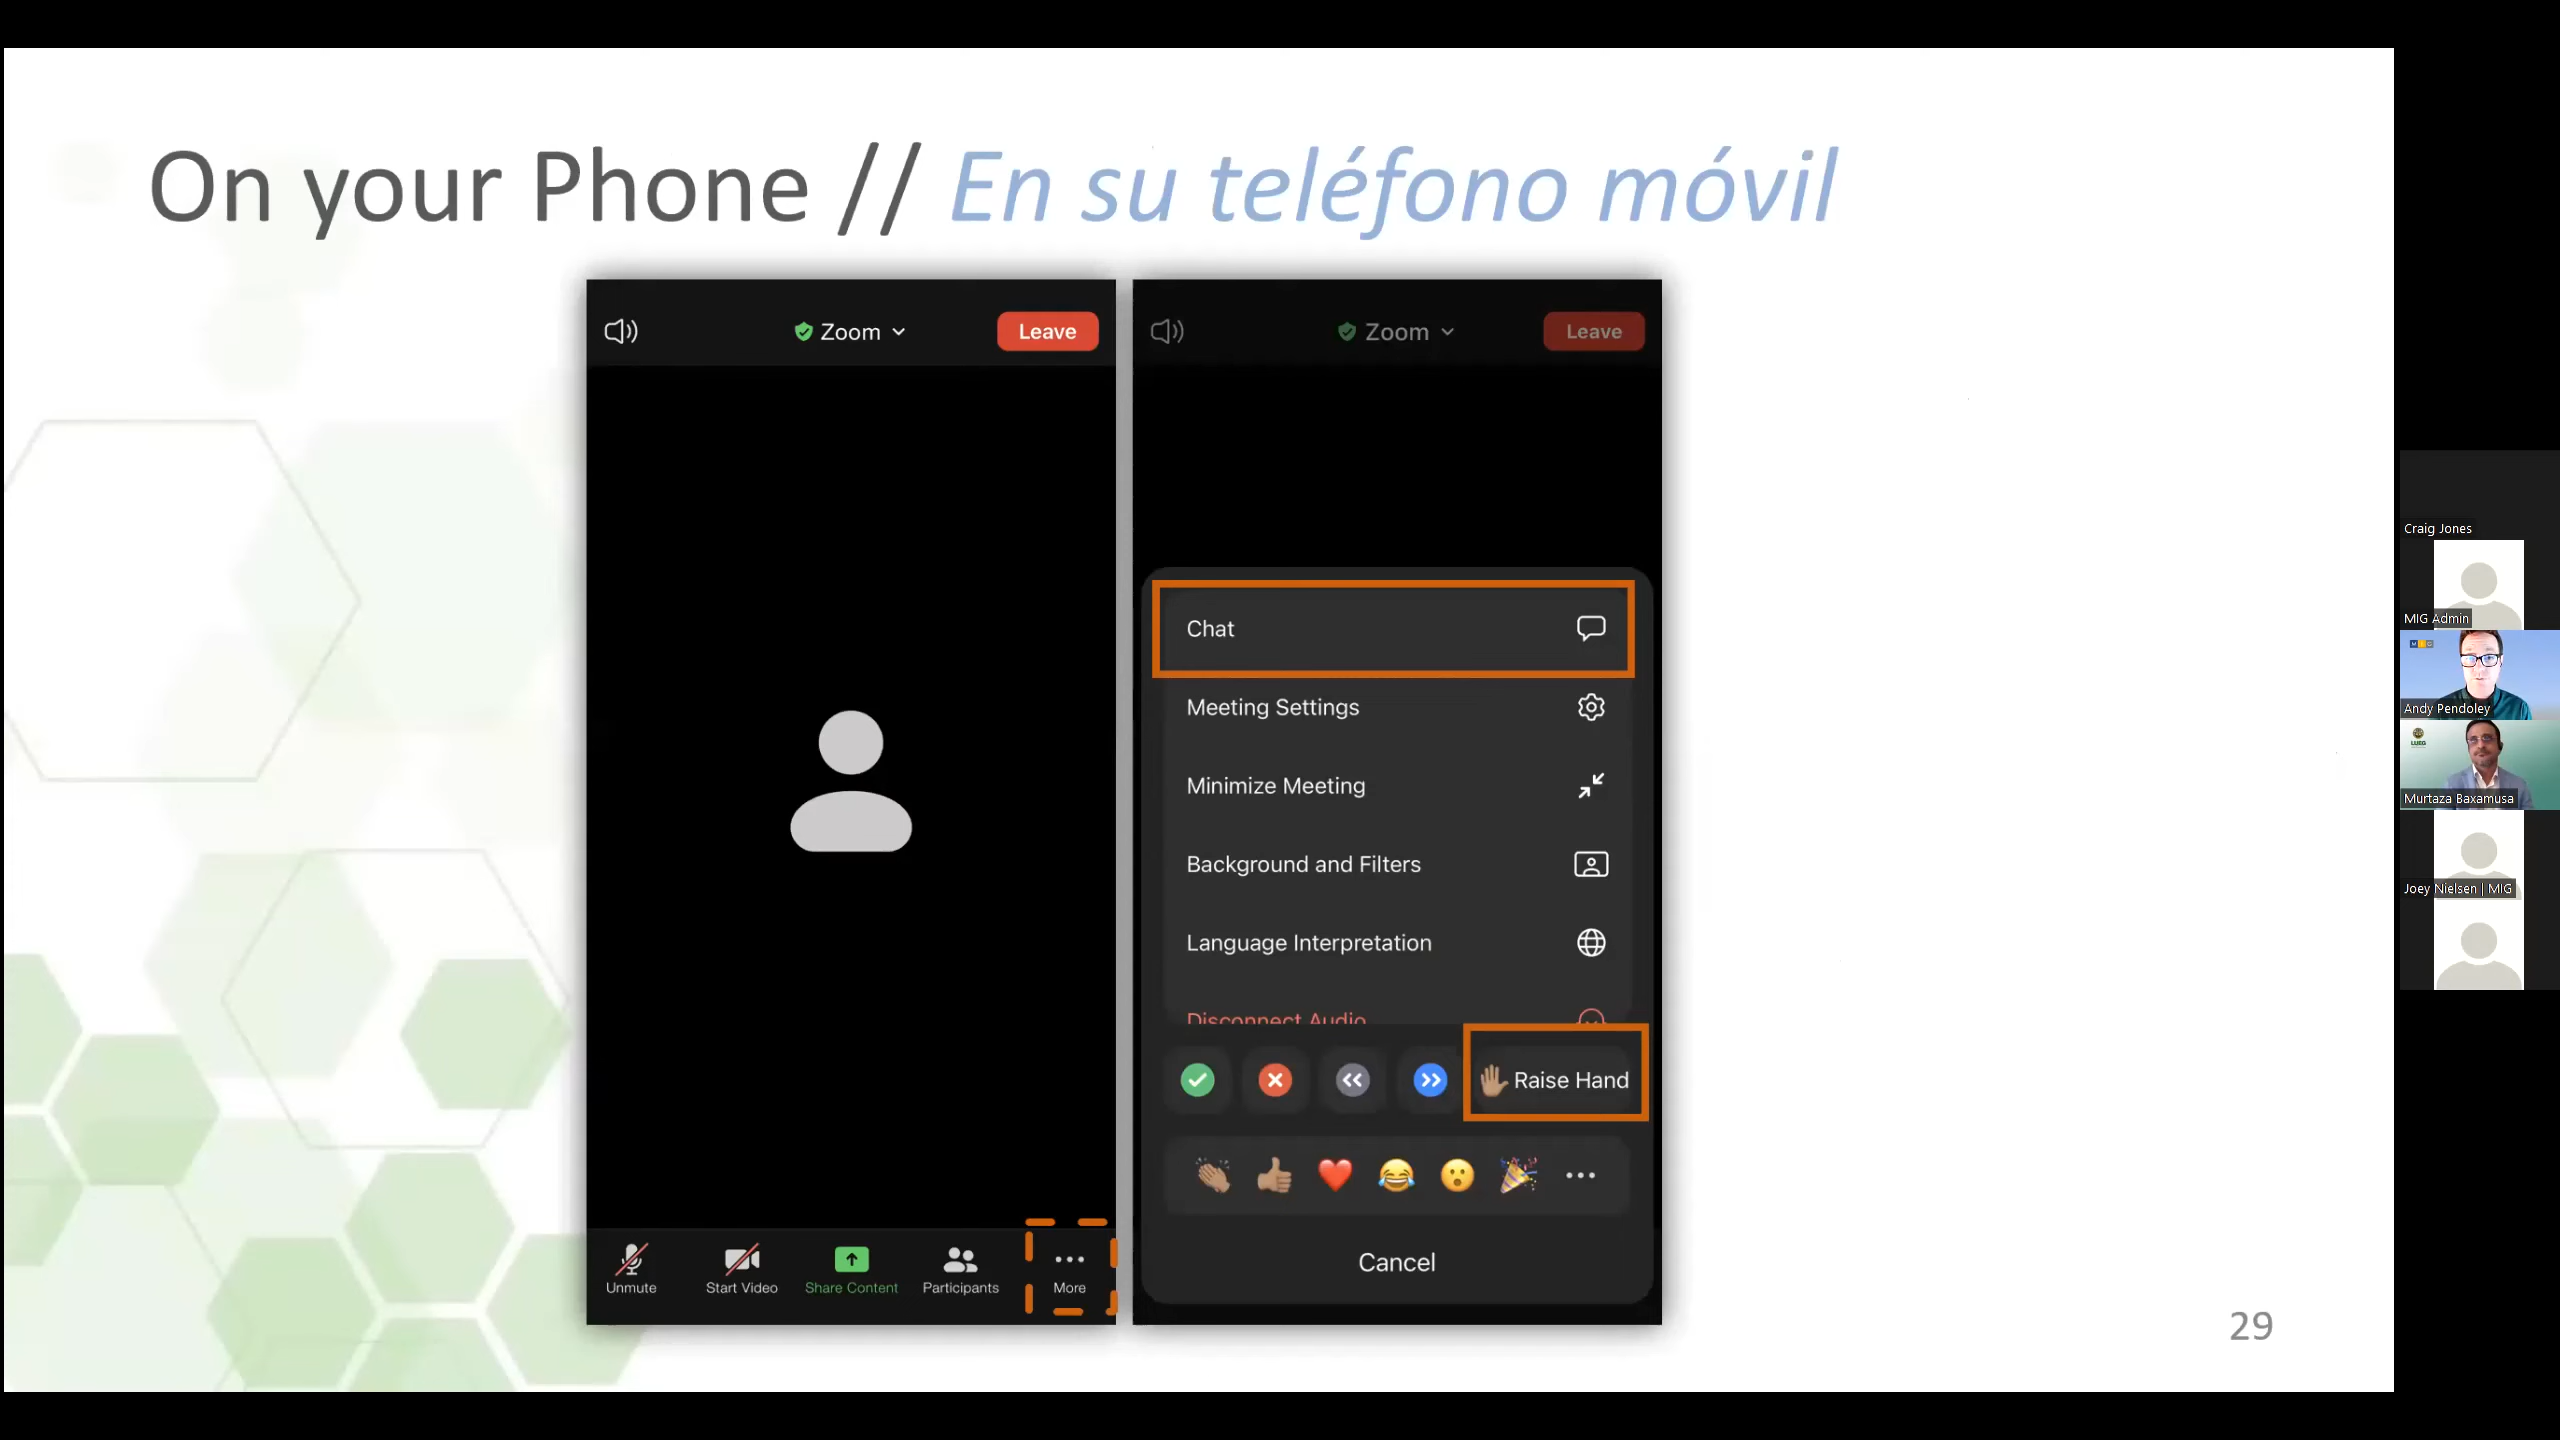 On your Phone // En su teléfono móvil
Zoom
Leave
Unmute
Start Video
Share Content
Participants
More
Zoom
Leave
Chat
Meeting Settings
Minimize Meeting
Background and Filters
Language Interpretation
Disconnect Audio
Raise Hand
Cancel
29
Craig Jones
MIG Admin
MIG
Andy Pendoley
LUEG
Murtaza Baxamusa
Joey Nielsen | MIG